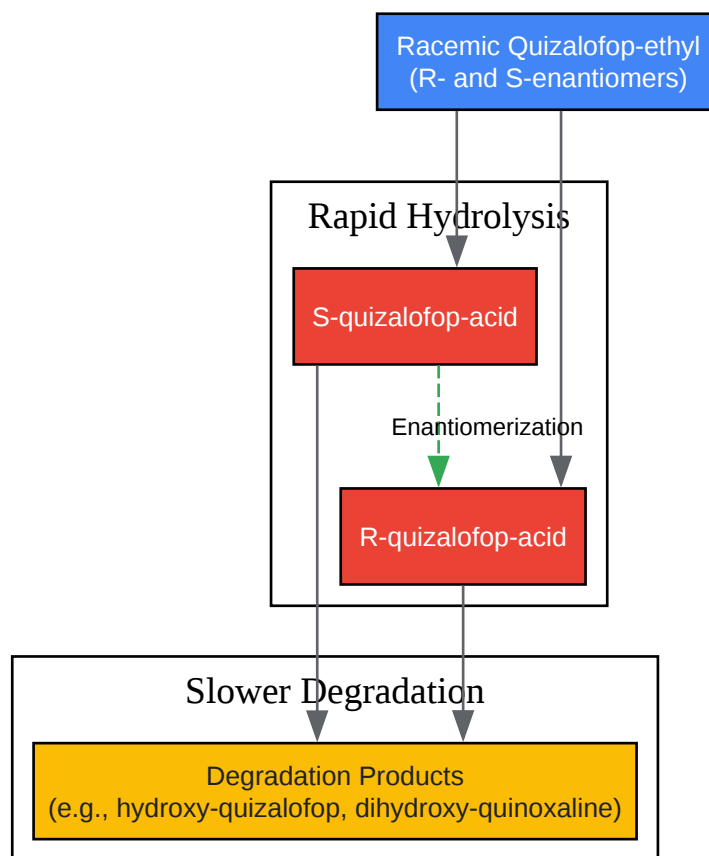 Racemic Quizalofop-ethyl
(R- and S-enantiomers)
Rapid Hydrolysis
S-quizalofop-acid
Enantiomerization
R-quizalofop-acid
Slower Degradation
Degradation Products
(e.g., hydroxy-quizalofop, dihydroxy-quinoxaline)